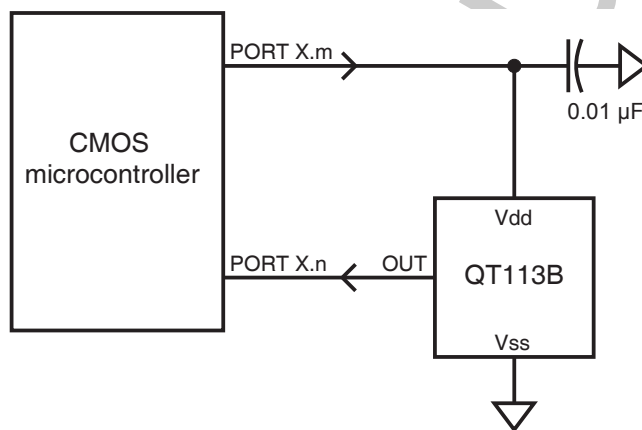 PORT X.m
0.01 µF
CMOS
microcontroller
Vdd
PORT X.n
OUT
QT113B
Vss